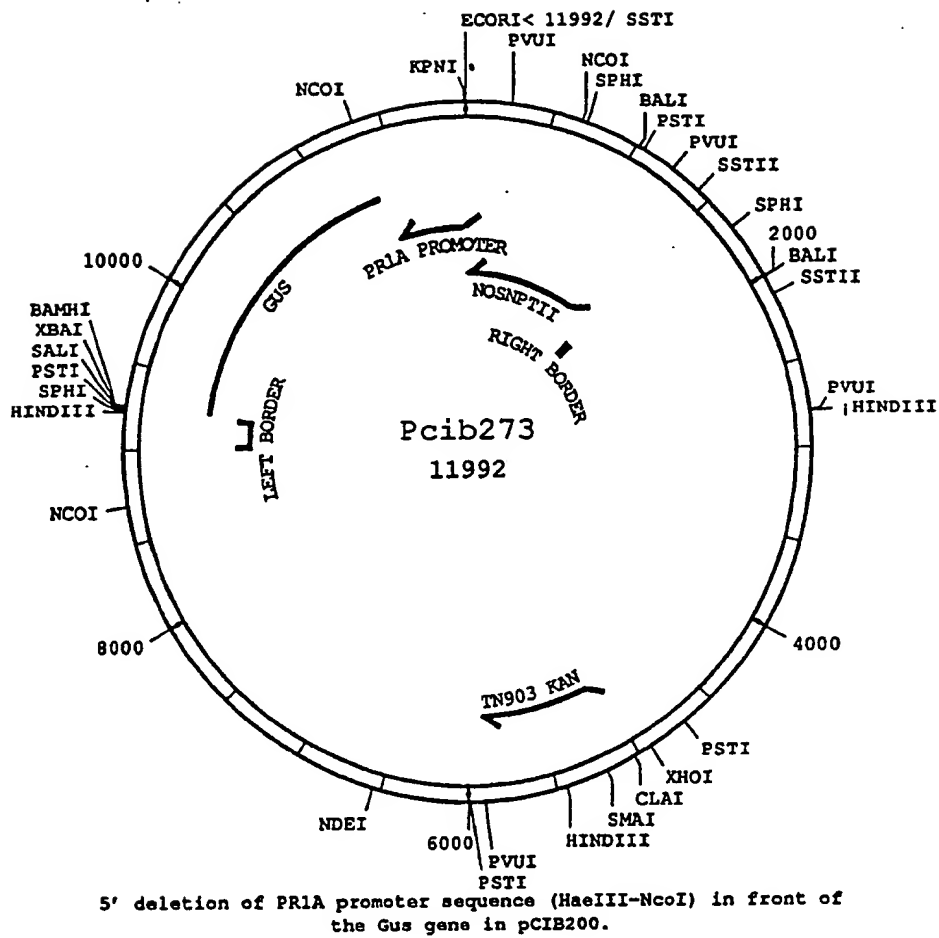 ECORI< 11992/ SSTI
PVUI
KPNI
NCOI
NCOI
SPHI
BALI
PSTI
PVUI
SSTII
SPHI
2000
BALI
SSTII
PR1A PROMOTER
NOSNPTII
GUS
RIGHT BORDER
LEFT BORDER
10000
BAMHI
XBAI
SALI
PSTI
SPHI
HINDIII
PVUI
HINDIII
Pcib273
11992
NCOI
8000
4000
TN903 KAN
PSTI
XHOI
CLAI
SMAI
HINDIII
NDEI
6000
PVUI
PSTI
5' deletion of PR1A promoter sequence (HaeIII-NcoI) in front of
the Gus gene in pCIB200.